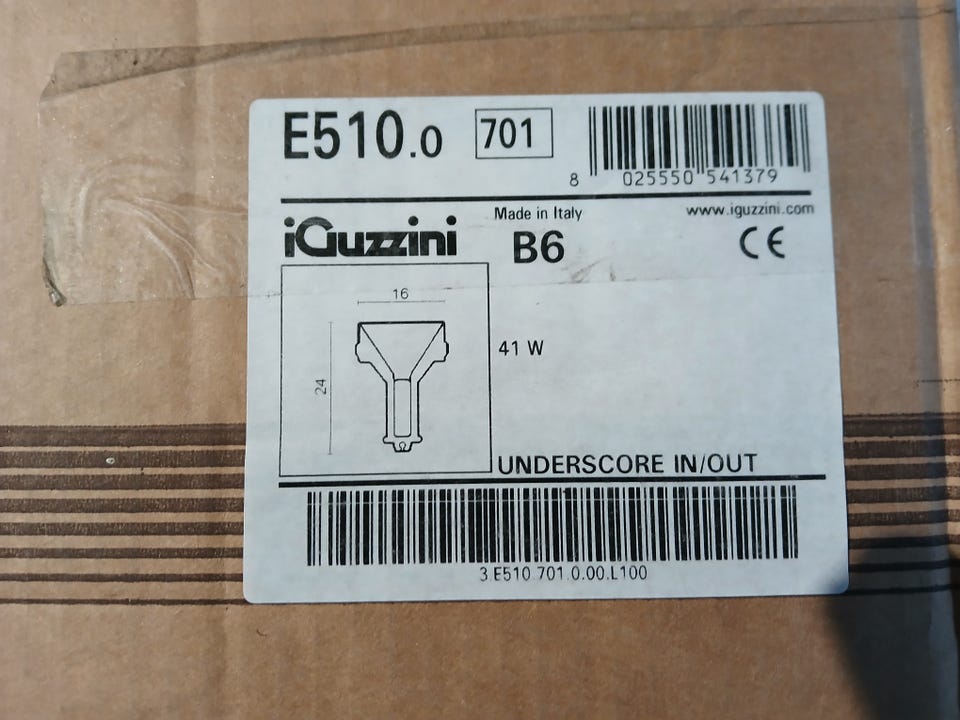 E510.0 701
8 025550 541379
iGuzzini Made in Italy www.iguzzini.com
B6 CE
16
24
41 W
UNDERSCORE IN/OUT
3.E510.701.0.00.L100